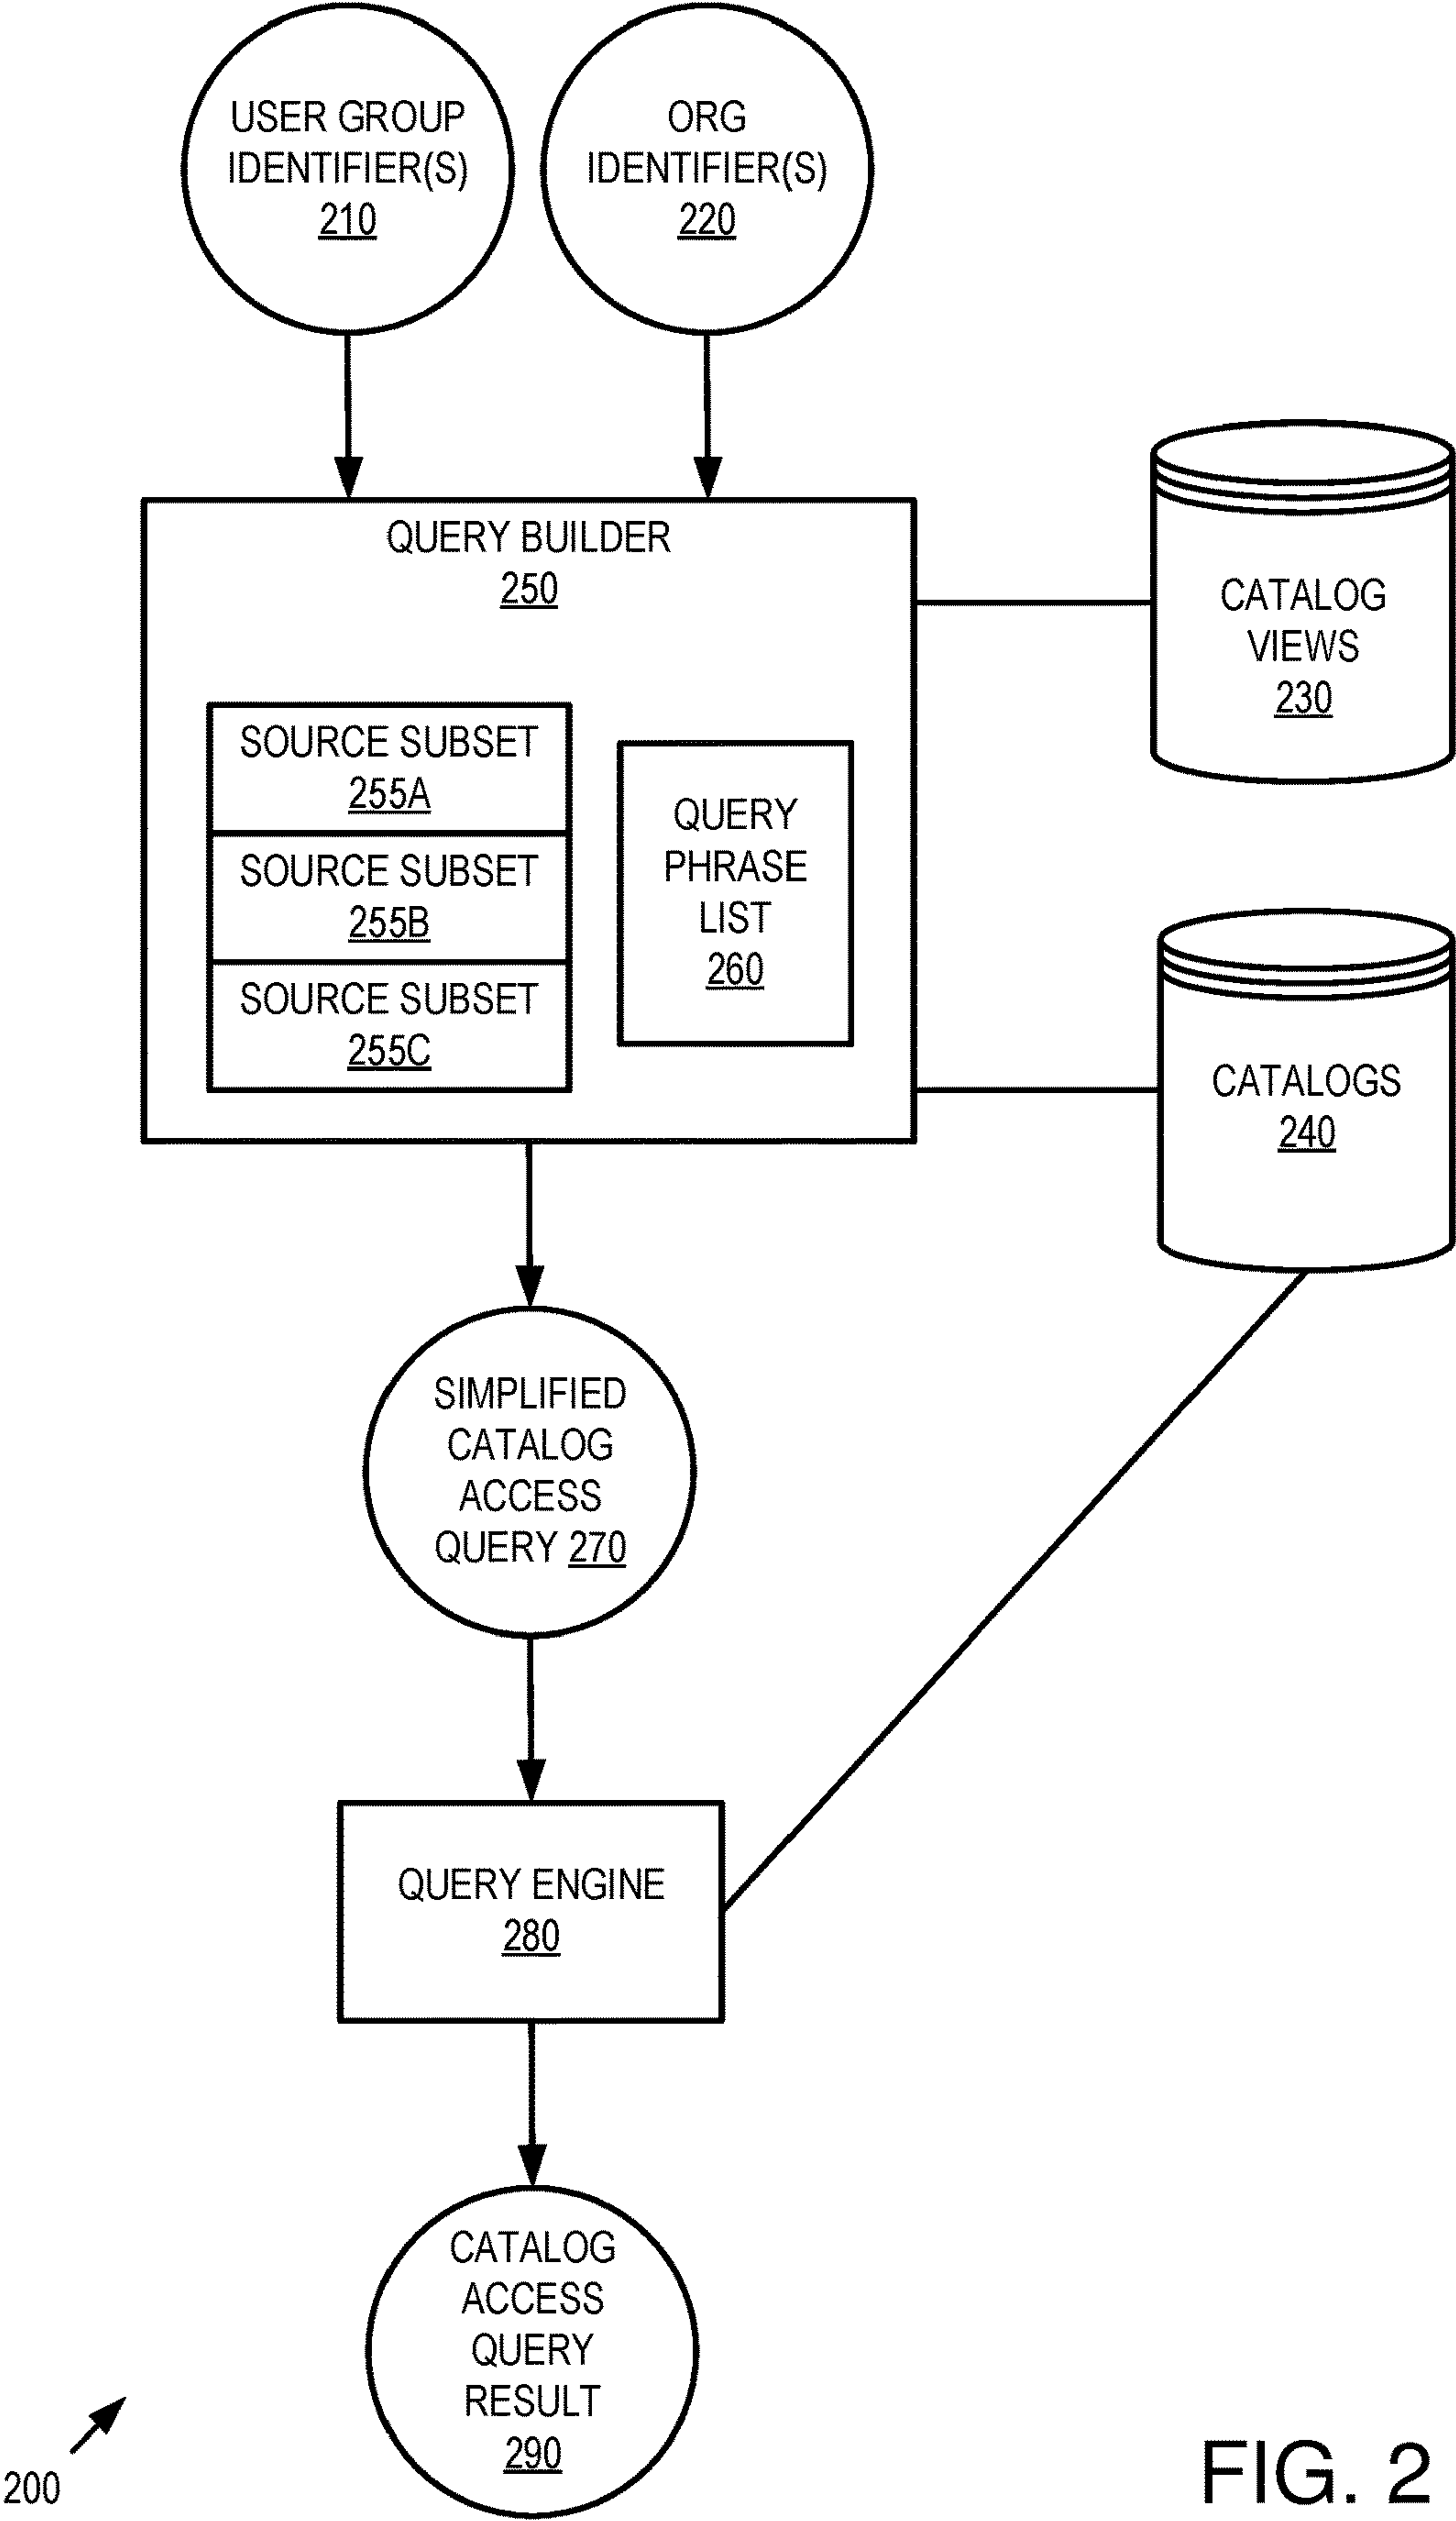 USER GROUP
IDENTIFIER(S)
210
ORG
IDENTIFIER(S)
220
QUERY BUILDER
250
SOURCE SUBSET
255A
SOURCE SUBSET
255B
SOURCE SUBSET
255C
QUERY
PHRASE
LIST
260
CATALOG
VIEWS
230
CATALOGS
240
SIMPLIFIED
CATALOG
ACCESS
QUERY 270
QUERY ENGINE
280
CATALOG
ACCESS
QUERY
RESULT
290
200
FIG. 2